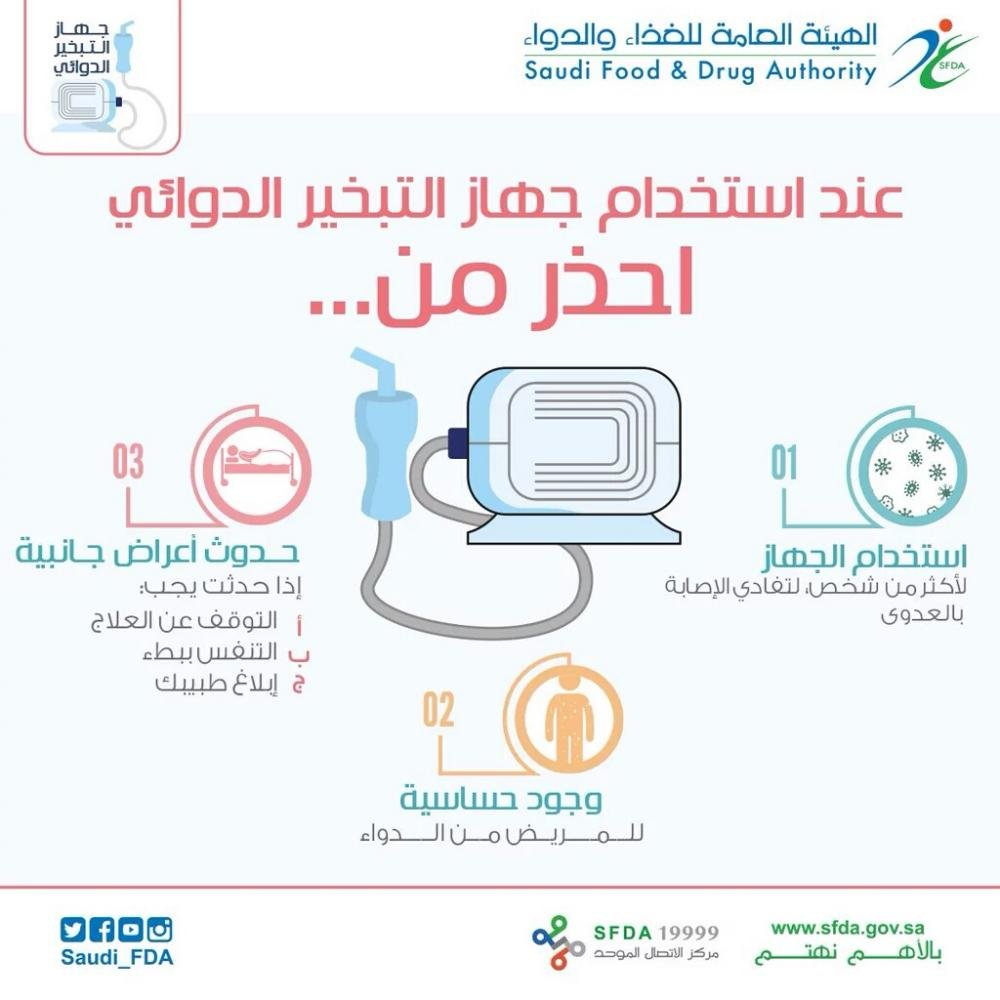 جهاز
التبخير
الدوائي
الهيئة العامة للغذاء والدواء
Saudi Food & Drug Authority
SFDA
عند استخدام جهاز التبخير الدوائي
احذر من...
01
استخدام الجهاز
لأكثر من شخص، لتفادي الإصابة
بالعدوى
02
وجود حساسية
للمريض من الدواء
03
حدوث أعراض جانبية
إذا حدثت يجب:
أ التوقف عن العلاج
ب التنفس ببطء
ج إبلاغ طبيبك
Saudi_FDA
SFDA 19999
مركز الاتصال الموحد
www.sfda.gov.sa
بالأهم نهتم